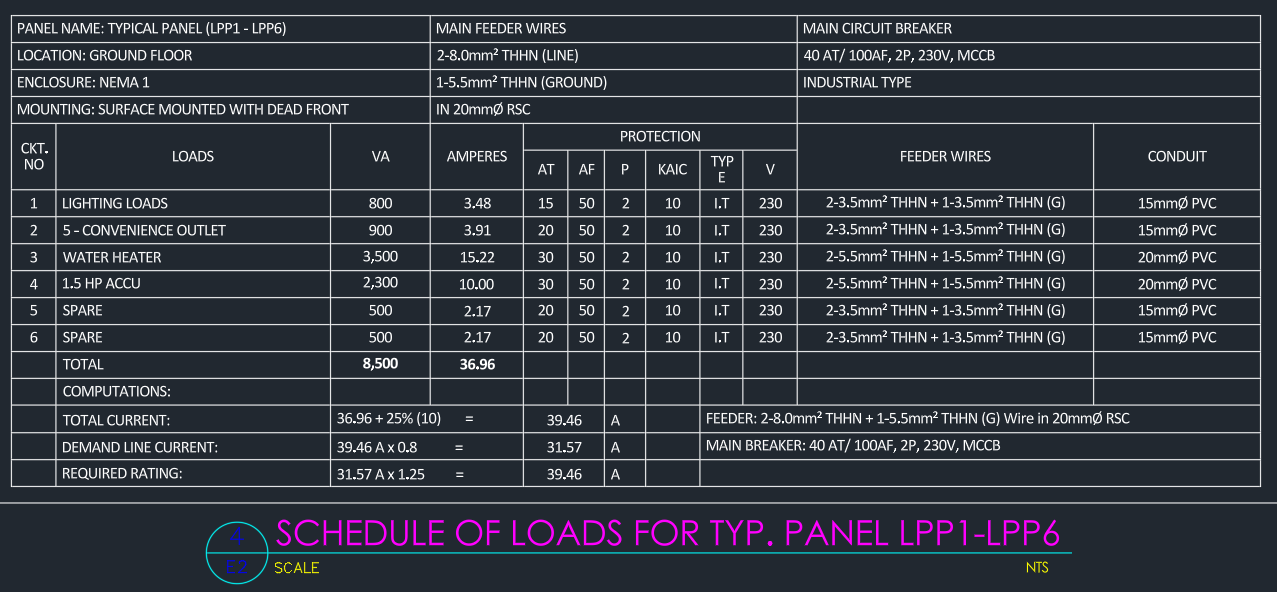 PANEL NAME: TYPICAL PANEL (LPP1 - LPP6) MAIN FEEDER WIRES MAIN CIRCUIT BREAKER
LOCATION: GROUND FLOOR 2-8.0mm² THHN (LINE) 40 AT/ 100AF, 2P, 230V, MCCB
ENCLOSURE: NEMA 1 1-5.5mm² THHN (GROUND) INDUSTRIAL TYPE
MOUNTING: SURFACE MOUNTED WITH DEAD FRONT IN 20mmØ RSC
CKT. NO LOADS VA AMPERES PROTECTION FEEDER WIRES CONDUIT
AT AF P KAIC TYPE V
1 LIGHTING LOADS 800 3.48 15 50 2 10 I.T 230 2-3.5mm² THHN + 1-3.5mm² THHN (G) 15mmØ PVC
2 5 - CONVENIENCE OUTLET 900 3.91 20 50 2 10 I.T 230 2-3.5mm² THHN + 1-3.5mm² THHN (G) 15mmØ PVC
3 WATER HEATER 3,500 15.22 30 50 2 10 I.T 230 2-5.5mm² THHN + 1-5.5mm² THHN (G) 20mmØ PVC
4 1.5 HP ACCU 2,300 10.00 30 50 2 10 I.T 230 2-5.5mm² THHN + 1-5.5mm² THHN (G) 20mmØ PVC
5 SPARE 500 2.17 20 50 2 10 I.T 230 2-3.5mm² THHN + 1-3.5mm² THHN (G) 15mmØ PVC
6 SPARE 500 2.17 20 50 2 10 I.T 230 2-3.5mm² THHN + 1-3.5mm² THHN (G) 15mmØ PVC
TOTAL 8,500 36.96
COMPUTATIONS:
TOTAL CURRENT: 36.96 + 25% (10) = 39.46 A FEEDER: 2-8.0mm² THHN + 1-5.5mm² THHN (G) Wire in 20mmØ RSC
DEMAND LINE CURRENT: 39.46 A x 0.8 = 31.57 A MAIN BREAKER: 40 AT/ 100AF, 2P, 230V, MCCB
REQUIRED RATING: 31.57 A x 1.25 = 39.46 A
4 SCHEDULE OF LOADS FOR TYP. PANEL LPP1-LPP6
E2 SCALE NTS